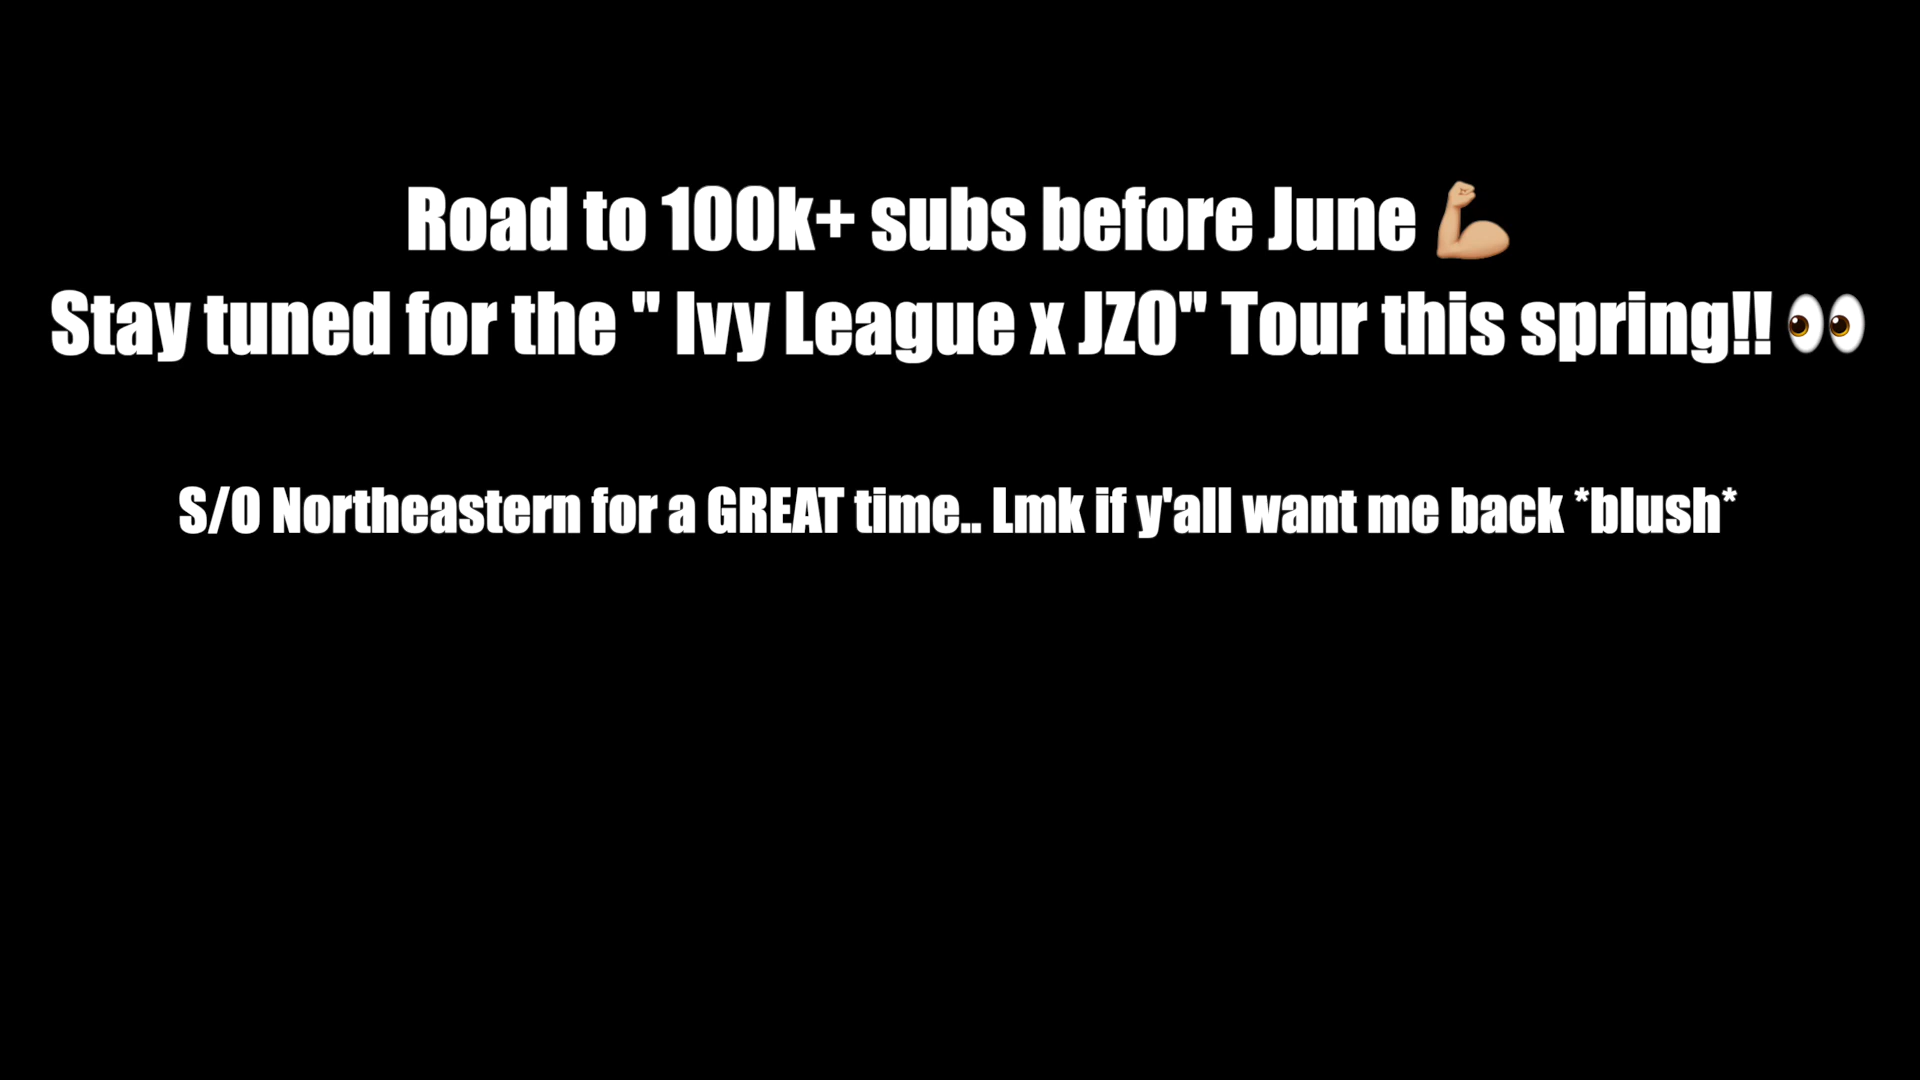 Road to 100k+ subs before June 💪🏼
Stay tuned for the " Ivy League x JZO" Tour this spring!! 👀
S/O Northeastern for a GREAT time.. Lmk if y'all want me back *blush*